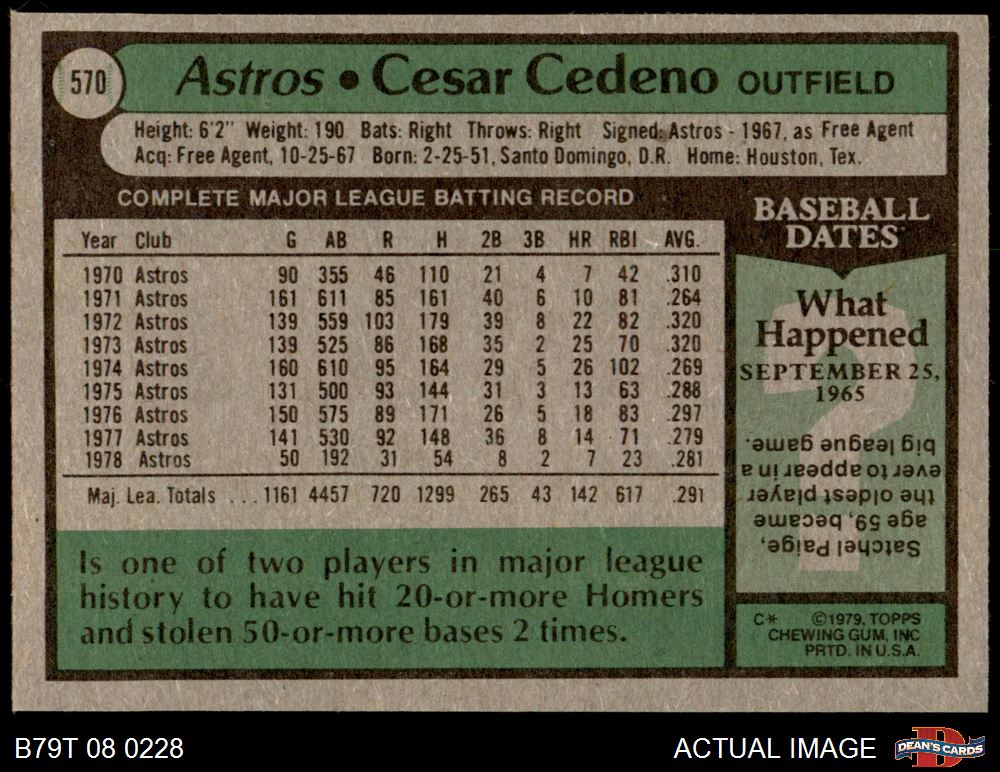 570
Astros • Cesar Cedeno OUTFIELD
Height: 6'2" Weight: 190 Bats: Right Throws: Right Signed: Astros - 1967, as Free Agent
Acq: Free Agent, 10-25-67 Born: 2-25-51, Santo Domingo, D.R. Home: Houston, Tex.
COMPLETE MAJOR LEAGUE BATTING RECORD
Year Club G AB R H 2B 3B HR RBI AVG.
1970 Astros 90 355 46 110 21 4 7 42 .310
1971 Astros 161 611 85 161 40 6 10 81 .264
1972 Astros 139 559 103 179 39 8 22 82 .320
1973 Astros 139 525 86 168 35 2 25 70 .320
1974 Astros 160 610 95 164 29 5 26 102 .269
1975 Astros 131 500 93 144 31 3 13 63 .288
1976 Astros 150 575 89 171 26 5 18 83 .297
1977 Astros 141 530 92 148 36 8 14 71 .279
1978 Astros 50 192 31 54 8 2 7 23 .281
Maj. Lea. Totals ...1161 4457 720 1299 265 43 142 617 .291
Is one of two players in major league
history to have hit 20-or-more Homers
and stolen 50-or-more bases 2 times.
BASEBALL
DATES
What
Happened
SEPTEMBER 25,
1965
?
Satchel Paige,
age 59, became
the oldest player
ever to appear in a
big league game.
C* ©1979, TOPPS
CHEWING GUM, INC
PRTD. IN U.S.A.
B79T 08 0228
ACTUAL IMAGE
D
DEAN'S CARDS